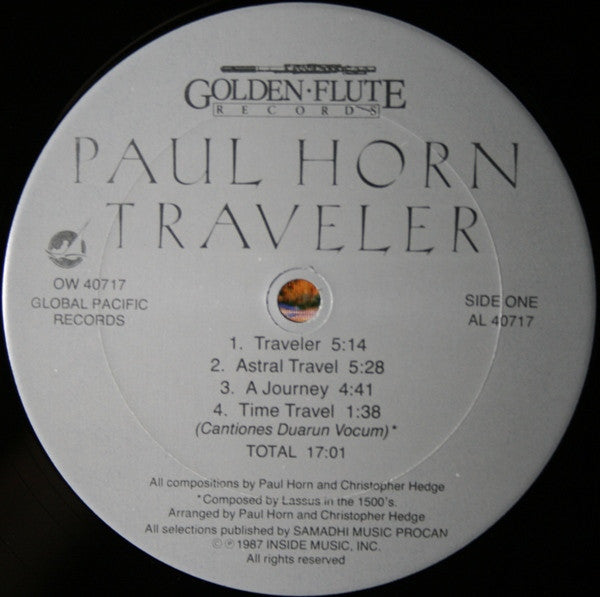 GOLDEN·FLUTE
RECORDS
PAUL HORN
TRAVELER
OW 40717
GLOBAL PACIFIC
RECORDS
SIDE ONE
AL 40717
1. Traveler 5:14
2. Astral Travel 5:28
3. A Journey 4:41
4. Time Travel 1:38
(Cantiones Duarun Vocum)*
TOTAL 17:01
All compositions by Paul Horn and Christopher Hedge
*Composed by Lassus in the 1500's.
Arranged by Paul Horn and Christopher Hedge
All selections published by SAMADHI MUSIC PROCAN
© ℗ 1987 INSIDE MUSIC, INC.
All rights reserved